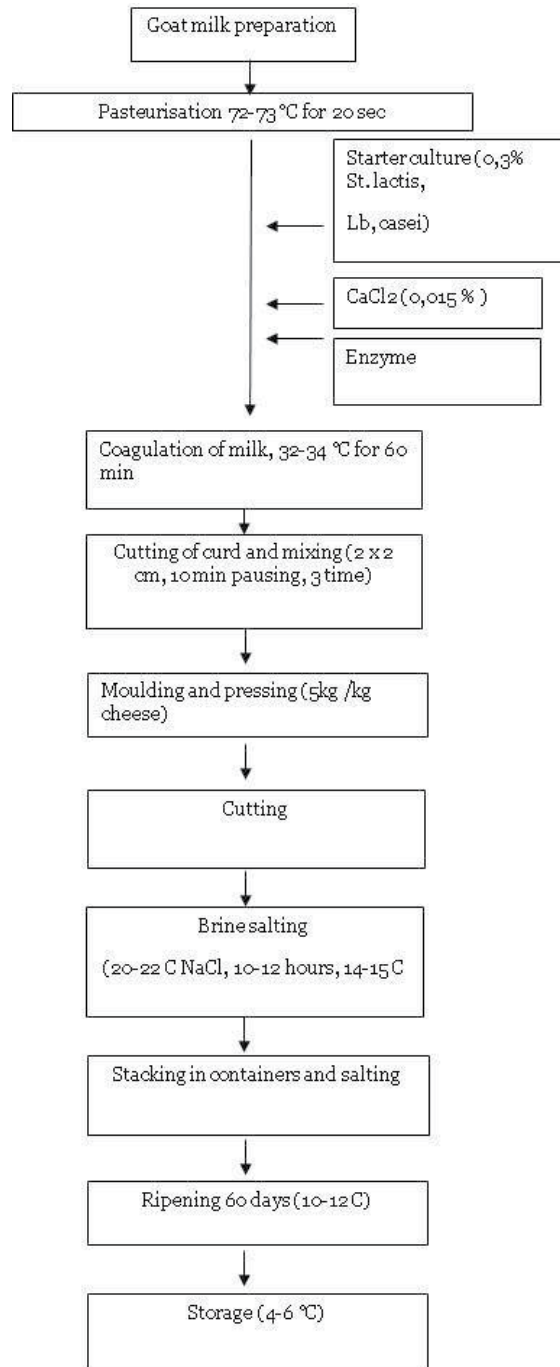 Goat milk preparation
Pasteurisation 72-73 °C for 20 sec
Starter culture (0,3%
St. lactis,
Lb, casei)
CaCl2 (0,015 % )
Enzyme
Coagulation of milk, 32-34 °C for 60
min
Cutting of curd and mixing (2 x 2
cm, 10 min pausing, 3 time)
Moulding and pressing (5kg /kg
cheese)
Cutting
Brine salting
(20-22 C NaCl, 10-12 hours, 14-15 C
Stacking in containers and salting
Ripening 60 days (10-12 C)
Storage (4-6 °C)